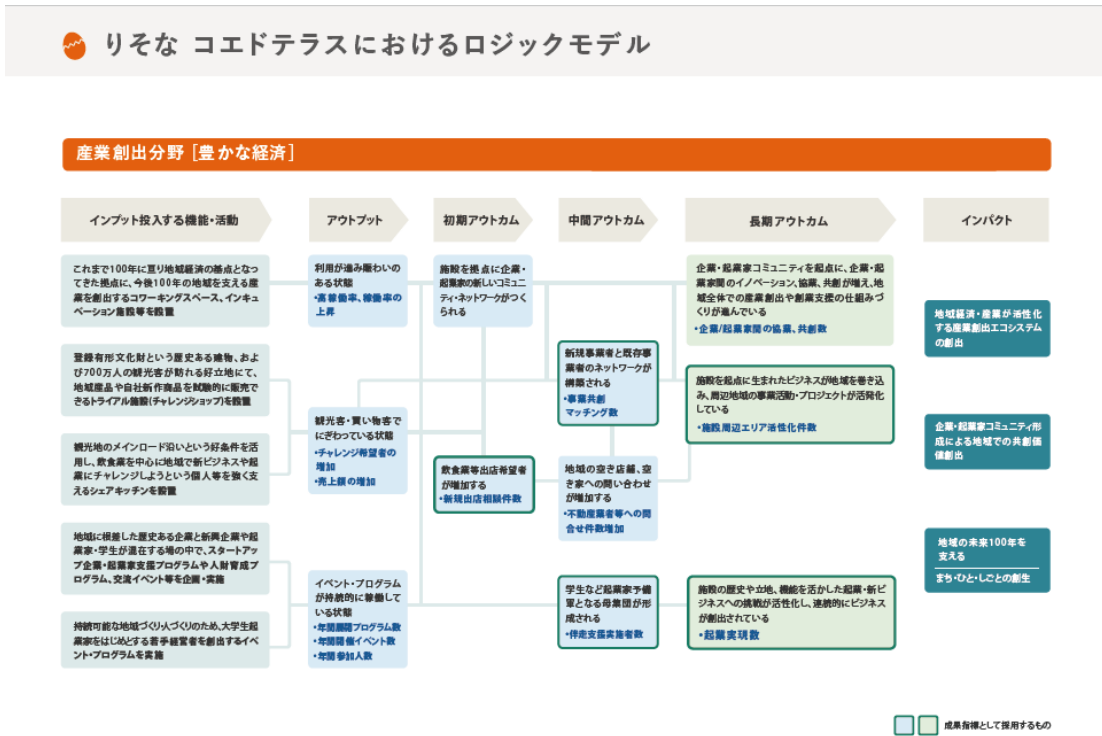 りそな コエドテラスにおけるロジックモデル
産業創出分野 [豊かな経済]
インプット投入する機能・活動
アウトプット
初期アウトカム
中間アウトカム
長期アウトカム
インパクト
これまで100年に亘り地域経済の基点となっ
てきた拠点に、今後100年の地域を支える産
業を創出するコワーキングスペース、インキュ
ベーション施設等を設置
登録有形文化財という歴史ある建物、およ
び700万人の観光客が訪れる好立地にて、
地域産品や自社新作商品を試験的に販売で
きるトライアル施設(チャレンジショップ)を設置
観光地のメインロード沿いという好条件を活
用し、飲食業を中心に地域で新ビジネスや起
業にチャレンジしようという個人等を強く支
えるシェアキッチンを設置
地域に根差した歴史ある企業と新興企業や起
業家・学生が混在する場の中で、スタートアッ
プ企業・起業家支援プログラムや人財育成プ
ログラム、交流イベント等を企画・実施
持続可能な地域づくり・人づくりのため、大学生起
業家をはじめとする若手経営者を創出するイベ
ント・プログラムを実施
利用が進み賑わいの
ある状態
・高稼働率、稼働率の
上昇
観光客・買い物客で
にぎわっている状態
・チャレンジ希望者の
増加
・売上額の増加
イベント・プログラム
が持続的に稼働して
いる状態
・年間展開プログラム数
・年間開催イベント数
・年間参加人数
施設を拠点に企業・
起業家の新しいコミュニ
ティ・ネットワークがつく
られる
飲食業等出店希望者
が増加する
・新規出店相談件数
新規事業者と既存事
業者のネットワークが
構築される
・事業共創
マッチング数
地域の空き店舗、空
き家への問い合わせ
が増加する
・不動産業者等への問
合せ件数増加
学生など起業家予備
軍となる母集団が形
成される
・伴走支援実施者数
企業・起業家コミュニティを起点に、企業・起
業家間のイノベーション、協業、共創が増え、地
域全体での産業創出や創業支援の仕組みづ
くりが進んでいる
・企業/起業家間の協業、共創数
施設を起点に生まれたビジネスが地域を巻き込
み、周辺地域の事業活動・プロジェクトが活発化
している
・施設周辺エリア活性化件数
施設の歴史や立地、機能を活かした起業・新ビ
ジネスへの挑戦が活性化し、連続的にビジネス
が創出されている
・起業実現数
地域経済・産業が活性化
する産業創出エコシステム
の創出
企業・起業家コミュニティ形
成による地域での共創価
値創出
地域の未来100年を
支える
まち・ひと・しごとの創生
成果指標として採用するもの